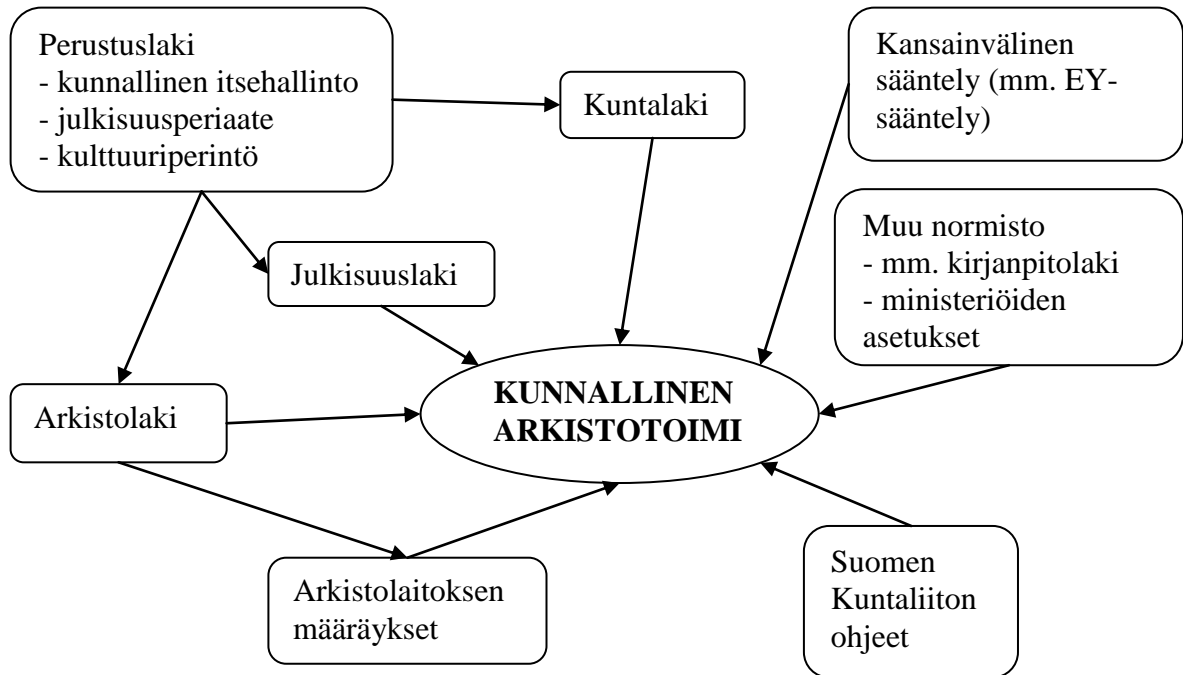 Perustuslaki
- kunnallinen itsehallinto
- julkisuusperiaate
- kulttuuriperintö
Kuntalaki
Kansainvälinen
sääntely (mm. EY-
sääntely)
Muu normisto
- mm. kirjanpitolaki
- ministeriöiden
asetukset
Julkisuuslaki
Arkistolaki
KUNNALLINEN
ARKISTOTOIMI
Arkistolaitoksen
määräykset
Suomen
Kuntaliiton
ohjeet